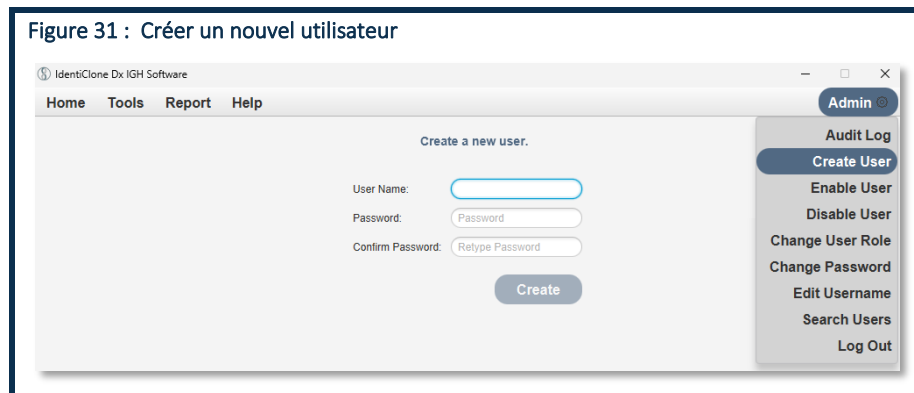 Figure 31 : Créer un nouvel utilisateur
IdentiClone Dx IGH Software
Home Tools Report Help Admin
Create a new user.
User Name:
Password: Password
Confirm Password: Retype Password
Create
Audit Log
Create User
Enable User
Disable User
Change User Role
Change Password
Edit Username
Search Users
Log Out